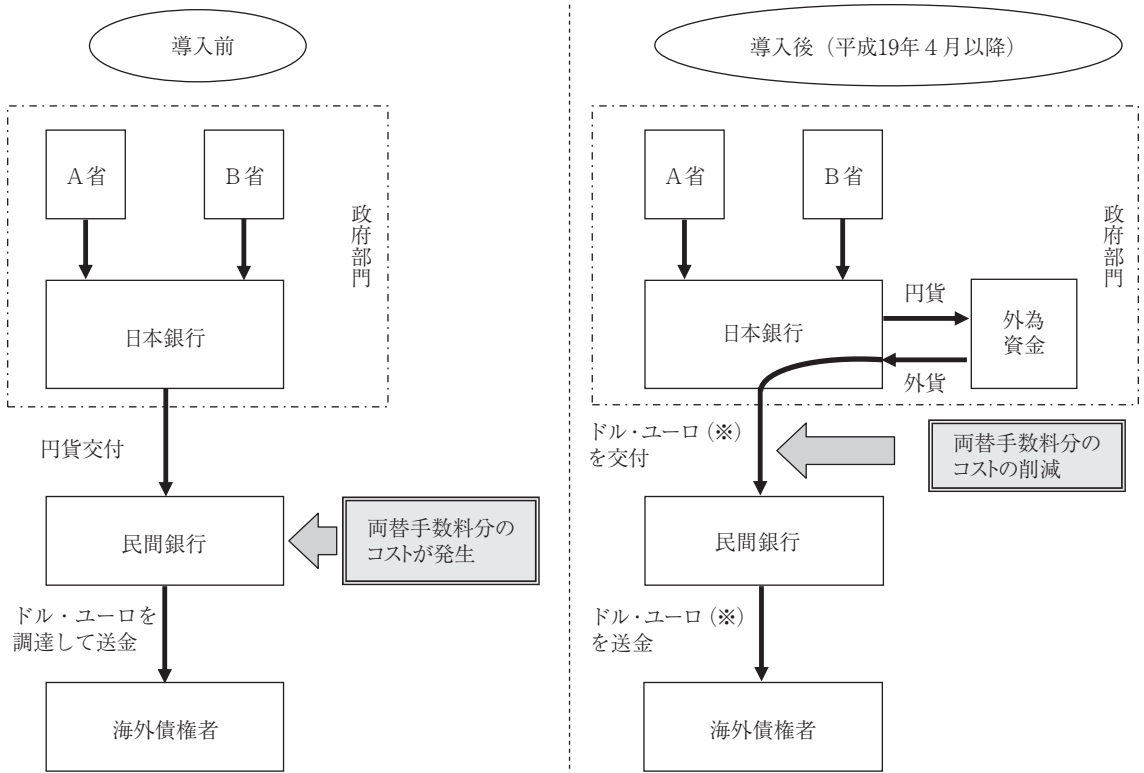 導入前
A省
B省
政府部門
日本銀行
円貨交付
民間銀行
両替手数料分の
コストが発生
ドル・ユーロを
調達して送金
海外債権者
導入後（平成19年４月以降）
A省
B省
政府部門
日本銀行
円貨
外貨
外為
資金
ドル・ユーロ（※）
を交付
両替手数料分の
コストの削減
民間銀行
ドル・ユーロ（※）
を送金
海外債権者